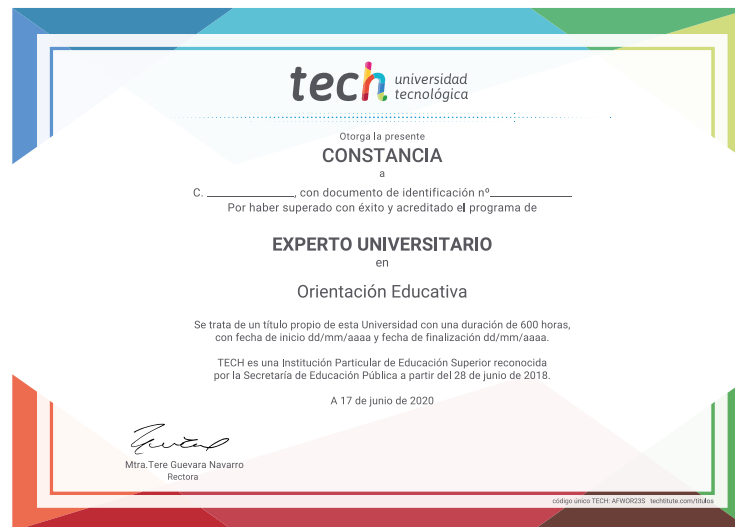 tech universidad
tecnológica
Otorga la presente
CONSTANCIA
a
C. ________________, con documento de identificación nº________________
Por haber superado con éxito y acreditado el programa de
EXPERTO UNIVERSITARIO
en
Orientación Educativa
Se trata de un título propio de esta Universidad con una duración de 600 horas,
con fecha de inicio dd/mm/aaaa y fecha de finalización dd/mm/aaaa.
TECH es una Institución Particular de Educación Superior reconocida
por la Secretaría de Educación Pública a partir del 28 de junio de 2018.
A 17 de junio de 2020
Mtra.Tere Guevara Navarro
Rectora
código único TECH: AFWOR23S techtitute.com/titulos